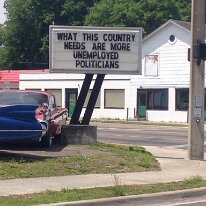 WHAT THIS COUNTRY
NEEDS ARE MORE
UNEMPLOYED
POLITICIANS